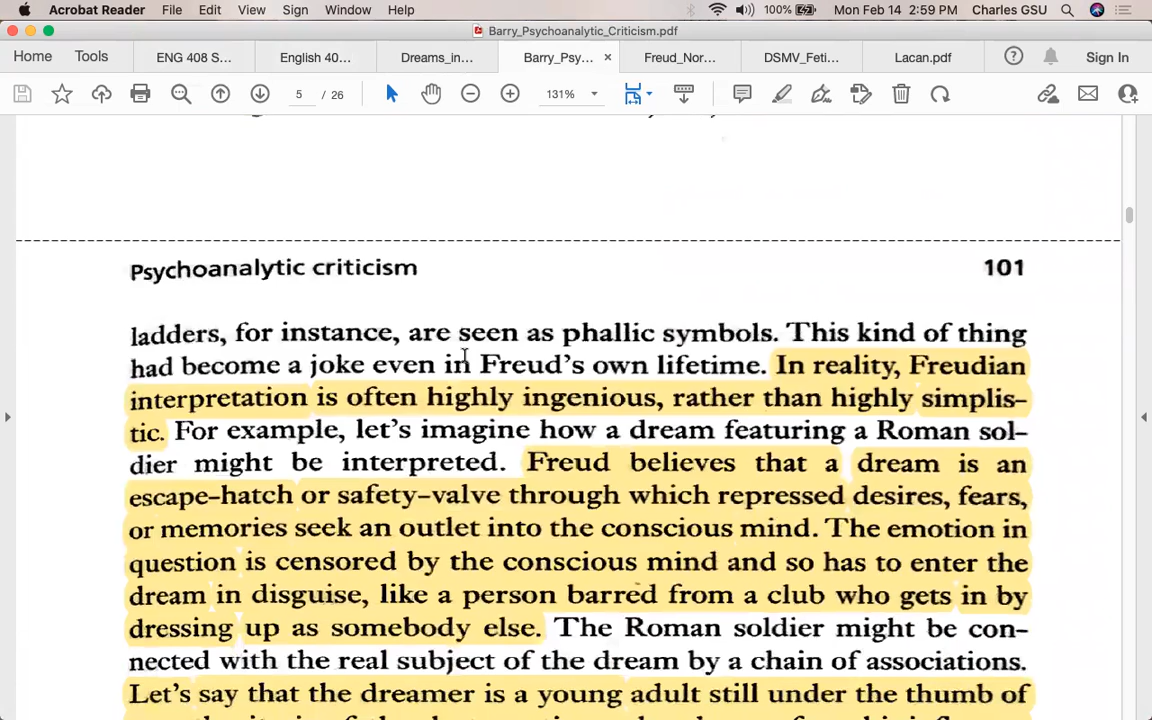 Acrobat Reader File Edit View Sign Window Help 100% Mon Feb 14 2:59 PM Charles GSU
Barry_Psychoanalytic_Criticism.pdf
Home Tools ENG 408 S... English 40... Dreams_in... Barry_Psy... × Freud_Nor... DSMV_Feti... Lacan.pdf ? Sign In
5 / 26 131%
Psychoanalytic criticism 101
ladders, for instance, are seen as phallic symbols. This kind of thing
had become a joke even in Freud's own lifetime. In reality, Freudian
interpretation is often highly ingenious, rather than highly simplis-
tic. For example, let's imagine how a dream featuring a Roman sol-
dier might be interpreted. Freud believes that a dream is an
escape-hatch or safety-valve through which repressed desires, fears,
or memories seek an outlet into the conscious mind. The emotion in
question is censored by the conscious mind and so has to enter the
dream in disguise, like a person barred from a club who gets in by
dressing up as somebody else. The Roman soldier might be con-
nected with the real subject of the dream by a chain of associations.
Let's say that the dreamer is a young adult still under the thumb of